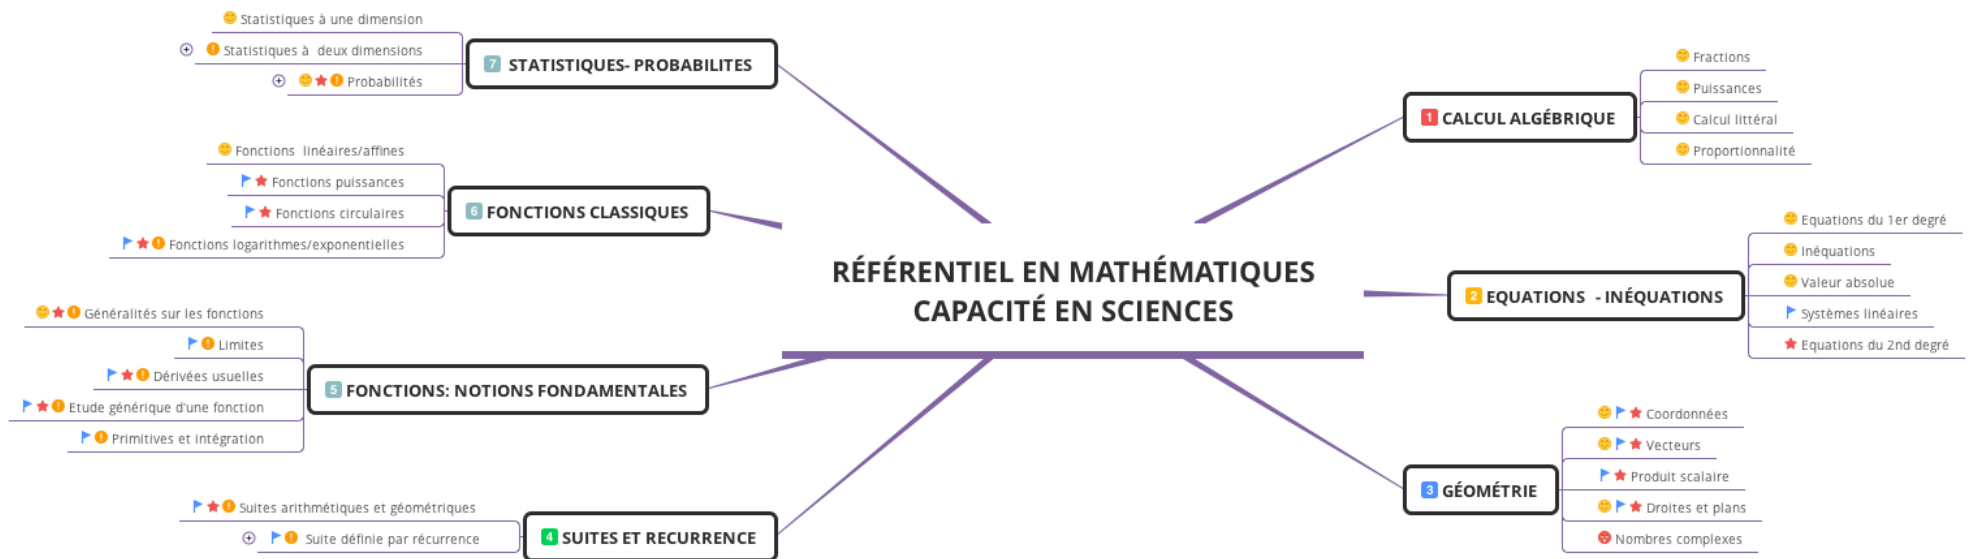 RÉFÉRENTIEL EN MATHÉMATIQUES
CAPACITÉ EN SCIENCES
1 CALCUL ALGÉBRIQUE
Fractions
Puissances
Calcul littéral
Proportionnalité
2 EQUATIONS - INÉQUATIONS
Equations du 1er degré
Inéquations
Valeur absolue
Systèmes linéaires
Equations du 2nd degré
3 GÉOMÉTRIE
Coordonnées
Vecteurs
Produit scalaire
Droites et plans
Nombres complexes
4 SUITES ET RECURRENCE
Suites arithmétiques et géométriques
Suite définie par récurrence
5 FONCTIONS: NOTIONS FONDAMENTALES
Généralités sur les fonctions
Limites
Dérivées usuelles
Etude générique d'une fonction
Primitives et intégration
6 FONCTIONS CLASSIQUES
Fonctions linéaires/affines
Fonctions puissances
Fonctions circulaires
Fonctions logarithmes/exponentielles
7 STATISTIQUES- PROBABILITES
Statistiques à une dimension
Statistiques à deux dimensions
Probabilités